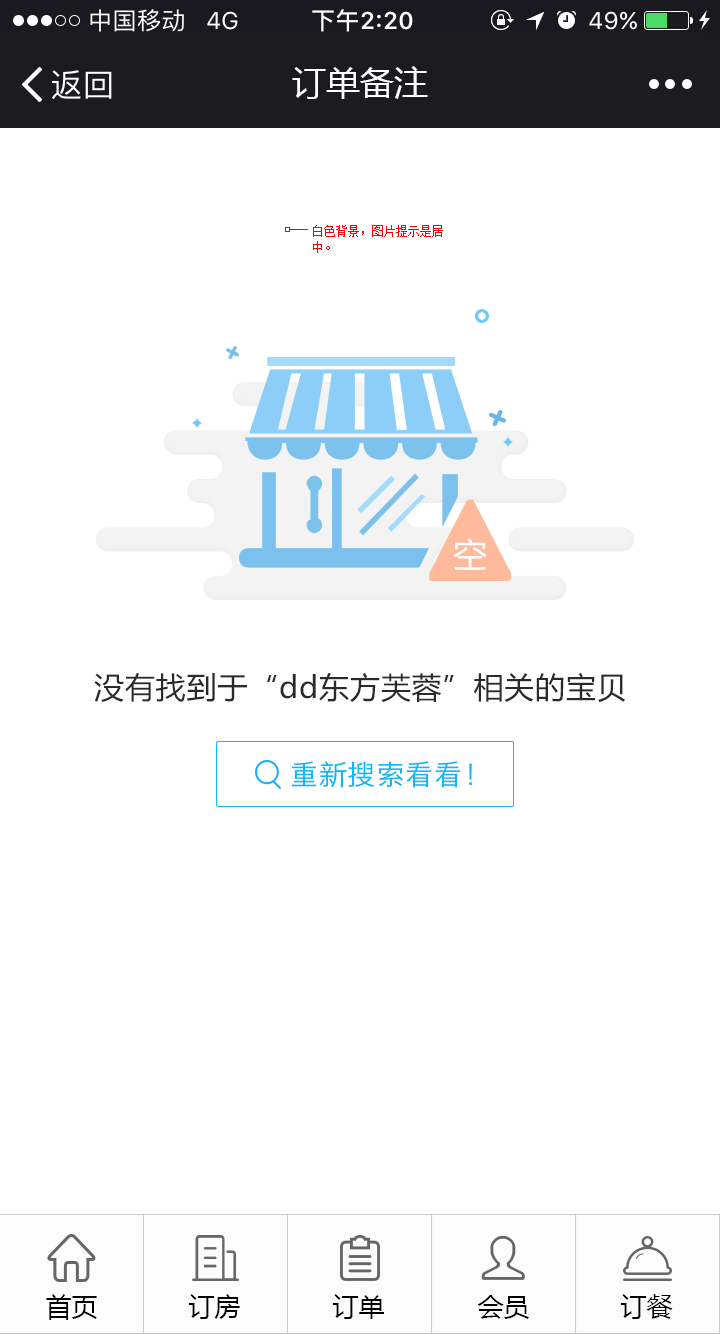 中国移动 4G 下午2:20 49%
返回 订单备注
白色背景，图片提示是居
中。
空
没有找到于“dd东方芙蓉”相关的宝贝
重新搜索看看！
首页 订房 订单 会员 订餐